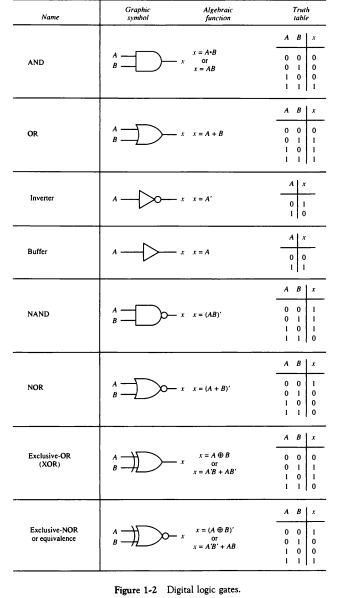 Name Graphic symbol Algebraic function Truth table
AND
A
B
x
x = A•B
or
x = AB
A B x
0 0 0
0 1 0
1 0 0
1 1 1
OR
A
B
x x = A + B
A B x
0 0 0
0 1 1
1 0 1
1 1 1
Inverter
A x x = A'
A x
0 1
1 0
Buffer
A x x = A
A x
0 0
1 1
NAND
A
B
x x = (AB)'
A B x
0 0 1
0 1 1
1 0 1
1 1 0
NOR
A
B
x x = (A + B)'
A B x
0 0 1
0 1 0
1 0 0
1 1 0
Exclusive-OR
(XOR)
A
B
x
x = A ⊕ B
or
x = A'B + AB'
A B x
0 0 0
0 1 1
1 0 1
1 1 0
Exclusive-NOR
or equivalence
A
B
x
x = (A ⊕ B)'
or
x = A'B' + AB
A B x
0 0 1
0 1 0
1 0 0
1 1 1
Figure 1-2 Digital logic gates.